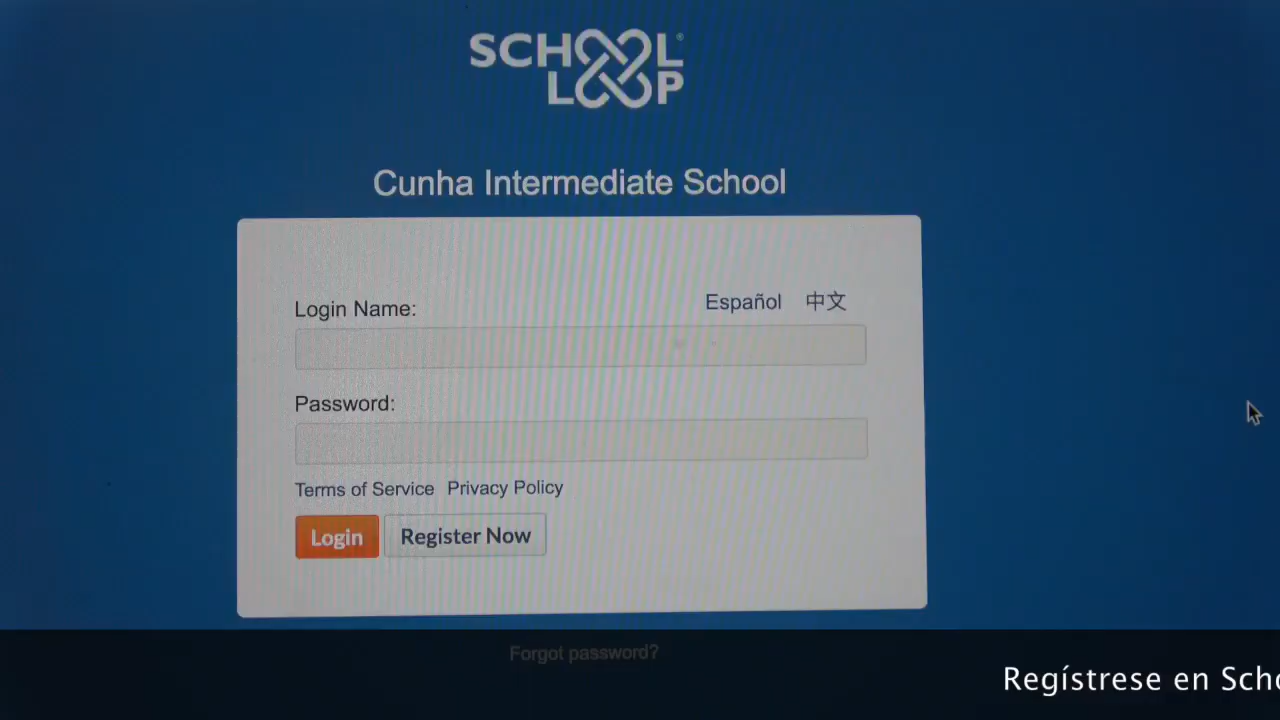 SCHOOL
LOOP
Cunha Intermediate School
Login Name:
Español 中文
Password:
Terms of Service Privacy Policy
Login Register Now
Forgot password?
Regístrese en